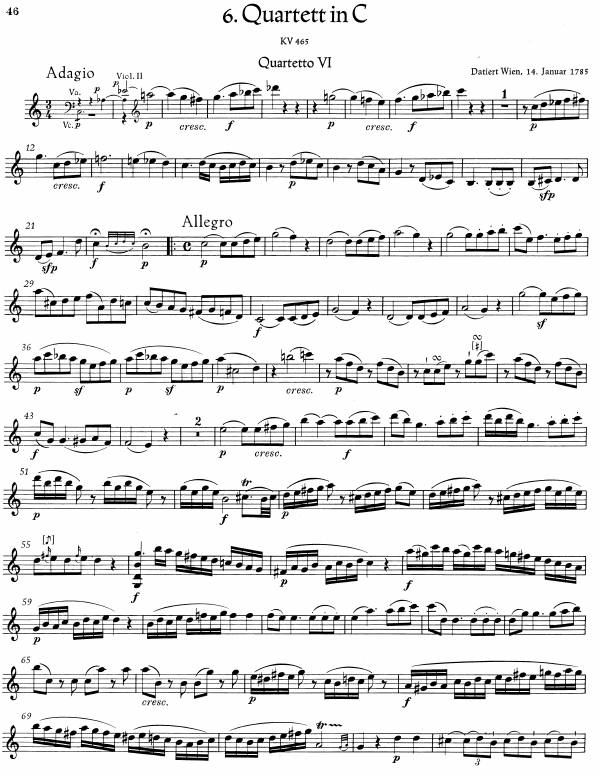 46
6. Quartett in C
KV 465
Quartetto VI
Datiert Wien, 14. Januar 1785
Adagio
Viol. II
Va.
Vc. p
p
p
cresc.
f
p
cresc.
f
1
p
12
cresc.
f
p
sfp
21
sfp
f
p
Allegro
p
29
f
sf
36
p
sf
p
sf
p
cresc.
p
43
f
2
p
cresc.
f
51
p
f
tr
p
55
f
p
f
59
p
65
cresc.
p
f
p
f
69
p
f
tr
p
3